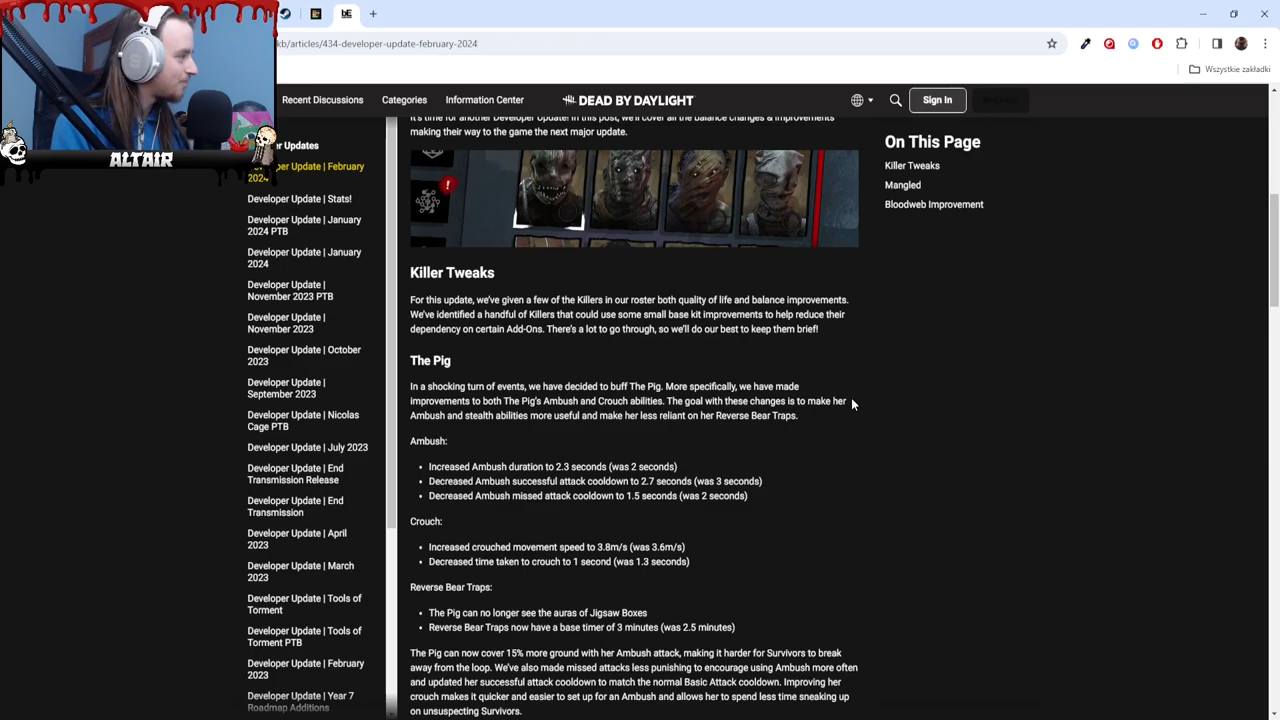 kb/articles/434-developer-update-february-2024
Wszystkie zakładki
Recent Discussions
Categories
Information Center
DEAD BY DAYLIGHT
Sign In
ALTAIR
Updates
Update | February
2024
Developer Update | Stats!
Developer Update | January
2024 PTB
Developer Update | January
2024
Developer Update |
November 2023 PTB
Developer Update |
November 2023
Developer Update | October
2023
Developer Update |
September 2023
Developer Update | Nicolas
Cage PTB
Developer Update | July 2023
Developer Update | End
Transmission Release
Developer Update | End
Transmission
Developer Update | April
2023
Developer Update | March
2023
Developer Update | Tools of
Torment
Developer Update | Tools of
Torment PTB
Developer Update | February
2023
Developer Update | Year 7
Roadmap Additions
It's time for another Developer Update! In this post, we'll cover all the balance changes & improvements
making their way to the game the next major update.
Killer Tweaks
For this update, we've given a few of the Killers in our roster both quality of life and balance improvements.
We've identified a handful of Killers that could use some small base kit improvements to help reduce their
dependency on certain Add-Ons. There's a lot to go through, so we'll do our best to keep them brief!
The Pig
In a shocking turn of events, we have decided to buff The Pig. More specifically, we have made
improvements to both The Pig's Ambush and Crouch abilities. The goal with these changes is to make her
Ambush and stealth abilities more useful and make her less reliant on her Reverse Bear Traps.
Ambush:
• Increased Ambush duration to 2.3 seconds (was 2 seconds)
• Decreased Ambush successful attack cooldown to 2.7 seconds (was 3 seconds)
• Decreased Ambush missed attack cooldown to 1.5 seconds (was 2 seconds)
Crouch:
• Increased crouched movement speed to 3.8m/s (was 3.6m/s)
• Decreased time taken to crouch to 1 second (was 1.3 seconds)
Reverse Bear Traps:
• The Pig can no longer see the auras of Jigsaw Boxes
• Reverse Bear Traps now have a base timer of 3 minutes (was 2.5 minutes)
The Pig can now cover 15% more ground with her Ambush attack, making it harder for Survivors to break
away from the loop. We've also made missed attacks less punishing to encourage using Ambush more often
and updated her successful attack cooldown to match the normal Basic Attack cooldown. Improving her
crouch makes it quicker and easier to set up for an Ambush and allows her to spend less time sneaking up
on unsuspecting Survivors.
On This Page
Killer Tweaks
Mangled
Bloodweb Improvement